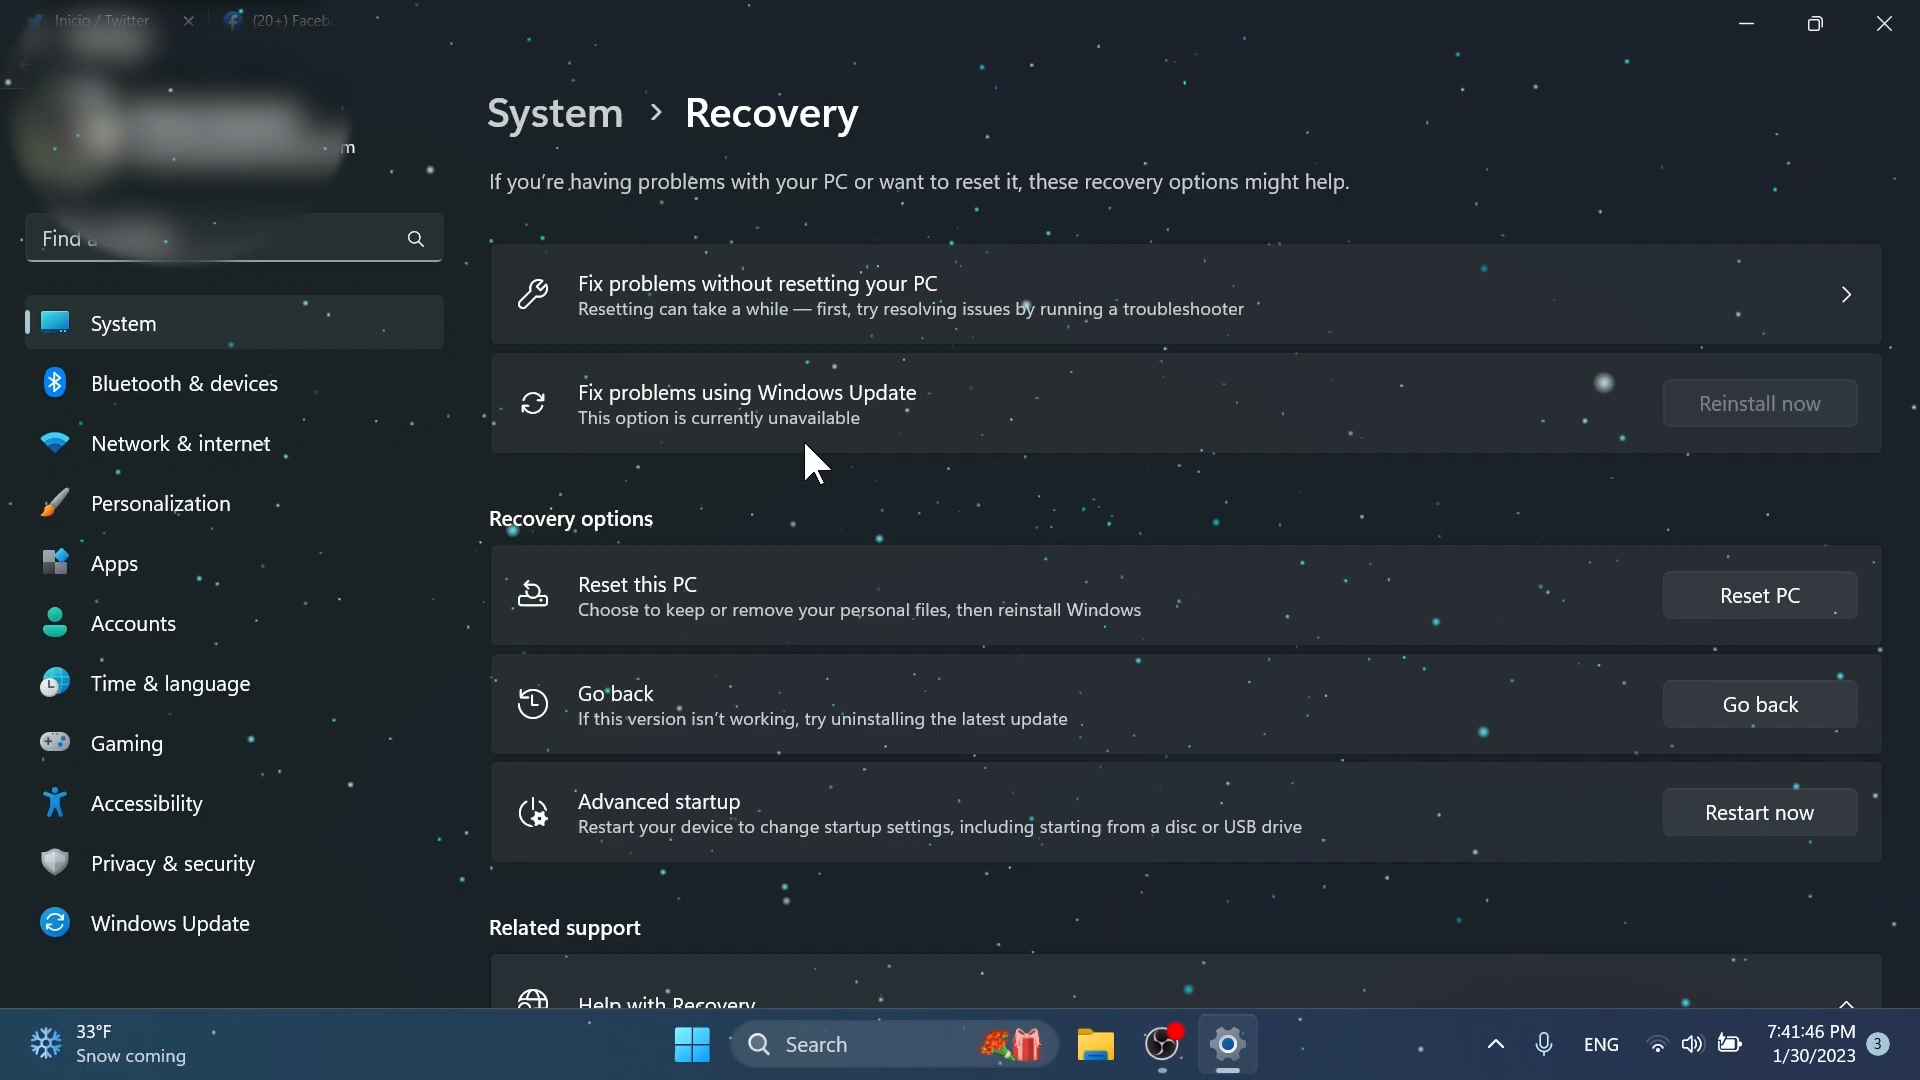 Inicio / Twitter
(20+) Faceb
m
System > Recovery
If you're having problems with your PC or want to reset it, these recovery options might help.
Find a
Fix problems without resetting your PC
Resetting can take a while — first, try resolving issues by running a troubleshooter
System
Bluetooth & devices
Network & internet
Personalization
Apps
Accounts
Time & language
Gaming
Accessibility
Privacy & security
Windows Update
Fix problems using Windows Update
This option is currently unavailable
Reinstall now
Recovery options
Reset this PC
Choose to keep or remove your personal files, then reinstall Windows
Reset PC
Go back
If this version isn't working, try uninstalling the latest update
Go back
Advanced startup
Restart your device to change startup settings, including starting from a disc or USB drive
Restart now
Related support
Help with Recovery
33°F
Snow coming
Search
ENG
7:41:46 PM
1/30/2023
3